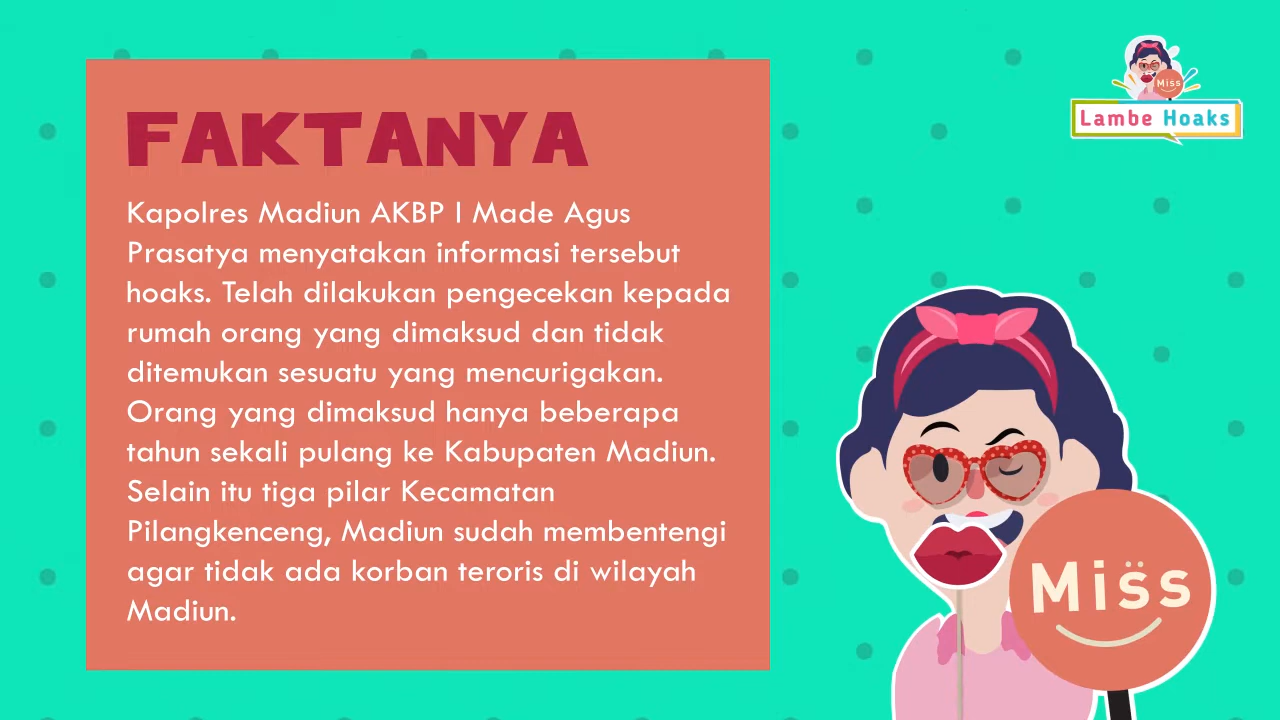 FAKTANYA
Kapolres Madiun AKBP I Made Agus
Prasatya menyatakan informasi tersebut
hoaks. Telah dilakukan pengecekan kepada
rumah orang yang dimaksud dan tidak
ditemukan sesuatu yang mencurigakan.
Orang yang dimaksud hanya beberapa
tahun sekali pulang ke Kabupaten Madiun.
Selain itu tiga pilar Kecamatan
Pilangkenceng, Madiun sudah membentengi
agar tidak ada korban teroris di wilayah
Madiun.
Miss
Lambe Hoaks
Miss